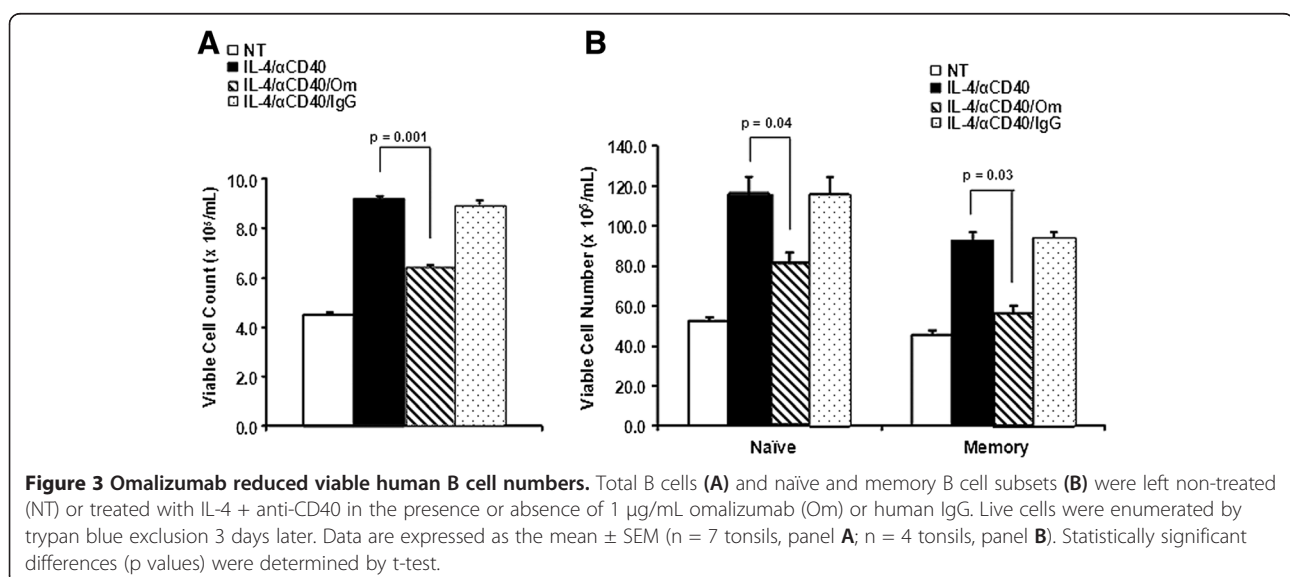 A
NT
IL-4/αCD40
IL-4/αCD40/Om
IL-4/αCD40/IgG
p = 0.001
Viable Cell Count (x 10⁶/mL)
10.0
8.0
6.0
4.0
2.0
0.0
B
NT
IL-4/αCD40
IL-4/αCD40/Om
IL-4/αCD40/IgG
p = 0.04
p = 0.03
Viable Cell Number (x 10⁵/mL)
140.0
120.0
100.0
80.0
60.0
40.0
20.0
0.0
Naïve
Memory
Figure 3 Omalizumab reduced viable human B cell numbers. Total B cells (A) and naïve and memory B cell subsets (B) were left non-treated
(NT) or treated with IL-4 + anti-CD40 in the presence or absence of 1 μg/mL omalizumab (Om) or human IgG. Live cells were enumerated by
trypan blue exclusion 3 days later. Data are expressed as the mean ± SEM (n = 7 tonsils, panel A; n = 4 tonsils, panel B). Statistically significant
differences (p values) were determined by t-test.